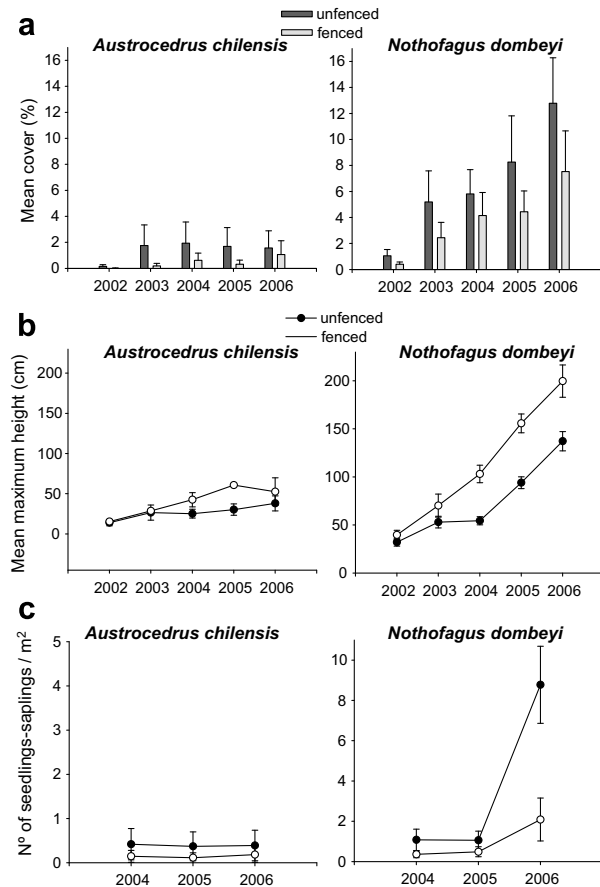 a
unfenced
fenced
Austrocedrus chilensis
Nothofagus dombeyi
Mean cover (%)
16
14
12
10
8
6
4
2
0
2002 2003 2004 2005 2006
16
14
12
10
8
6
4
2
0
2002 2003 2004 2005 2006
b
unfenced
fenced
Austrocedrus chilensis
Nothofagus dombeyi
Mean maximum height (cm)
200
150
100
50
0
2002 2003 2004 2005 2006
200
150
100
50
0
2002 2003 2004 2005 2006
c
Austrocedrus chilensis
Nothofagus dombeyi
Nº of seedlings-saplings / m²
5
4
3
2
1
0
2004 2005 2006
10
8
6
4
2
0
2004 2005 2006